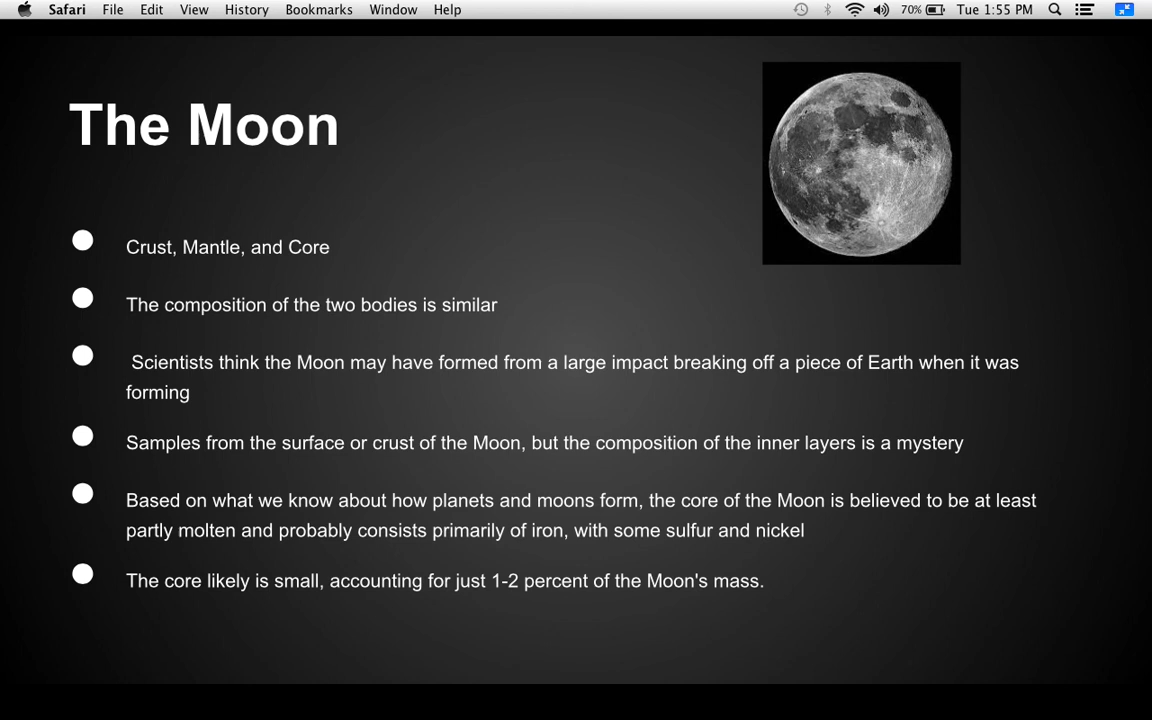 Safari File Edit View History Bookmarks Window Help 70% Tue 1:55 PM
The Moon
Crust, Mantle, and Core
The composition of the two bodies is similar
Scientists think the Moon may have formed from a large impact breaking off a piece of Earth when it was
forming
Samples from the surface or crust of the Moon, but the composition of the inner layers is a mystery
Based on what we know about how planets and moons form, the core of the Moon is believed to be at least
partly molten and probably consists primarily of iron, with some sulfur and nickel
The core likely is small, accounting for just 1-2 percent of the Moon's mass.